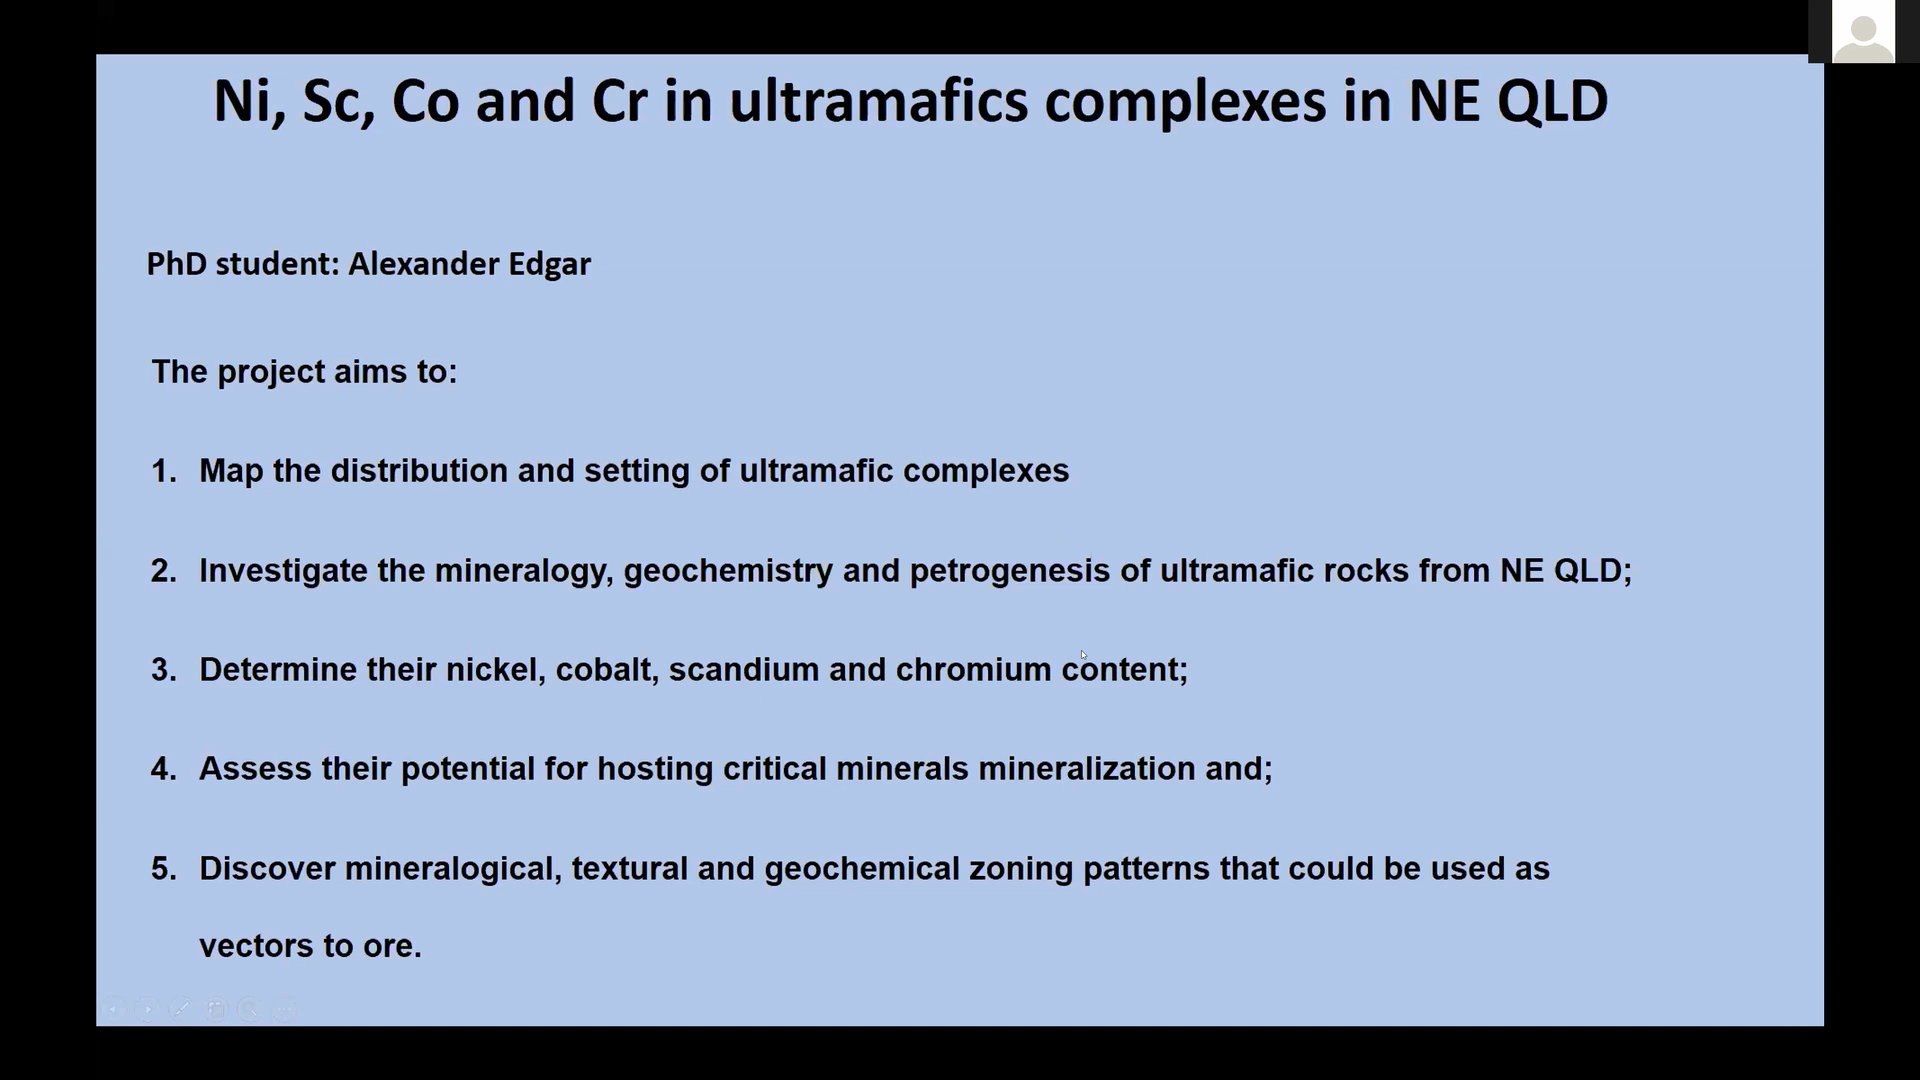 Ni, Sc, Co and Cr in ultramafics complexes in NE QLD
PhD student: Alexander Edgar
The project aims to:
1. Map the distribution and setting of ultramafic complexes
2. Investigate the mineralogy, geochemistry and petrogenesis of ultramafic rocks from NE QLD;
3. Determine their nickel, cobalt, scandium and chromium content;
4. Assess their potential for hosting critical minerals mineralization and;
5. Discover mineralogical, textural and geochemical zoning patterns that could be used as
vectors to ore.